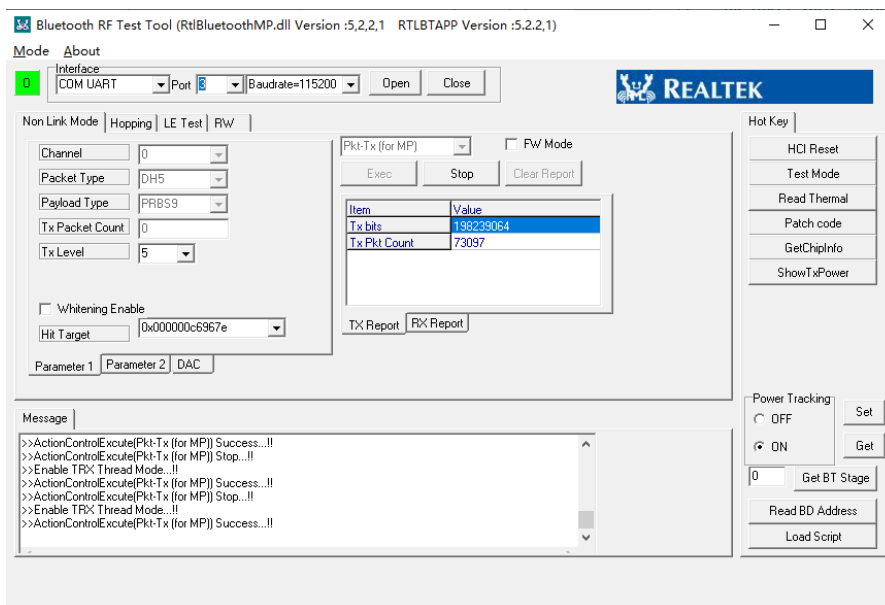 Bluetooth RF Test Tool (RtlBluetoothMP.dll Version :5,2,2,1 RTLBTAPP Version :5.2.2,1)
Mode About
Interface
0 COM UART Port 3 Baudrate=115200 Open Close
REALTEK
Non Link Mode Hopping LE Test RW
Hot Key
Channel 0
Packet Type DH5
Payload Type PRBS9
Tx Packet Count 0
Tx Level 5
Whitening Enable
Hit Target 0x000000c6967e
Parameter 1 Parameter 2 DAC
Pkt-Tx (for MP) FW Mode
Exec Stop Clear Report
Item Value
Tx bits 198239064
Tx Pkt Count 73097
TX Report RX Report
HCI Reset
Test Mode
Read Thermal
Patch code
GetChipInfo
ShowTxPower
Message
>>ActionControlExcute(Pkt-Tx (for MP)) Success...!!
>>ActionControlExcute(Pkt-Tx (for MP)) Stop...!!
>>Enable TRX Thread Mode...!!
>>ActionControlExcute(Pkt-Tx (for MP)) Success...!!
>>ActionControlExcute(Pkt-Tx (for MP)) Stop...!!
>>Enable TRX Thread Mode...!!
>>ActionControlExcute(Pkt-Tx (for MP)) Success...!!
Power Tracking
OFF Set
ON Get
0 Get BT Stage
Read BD Address
Load Script